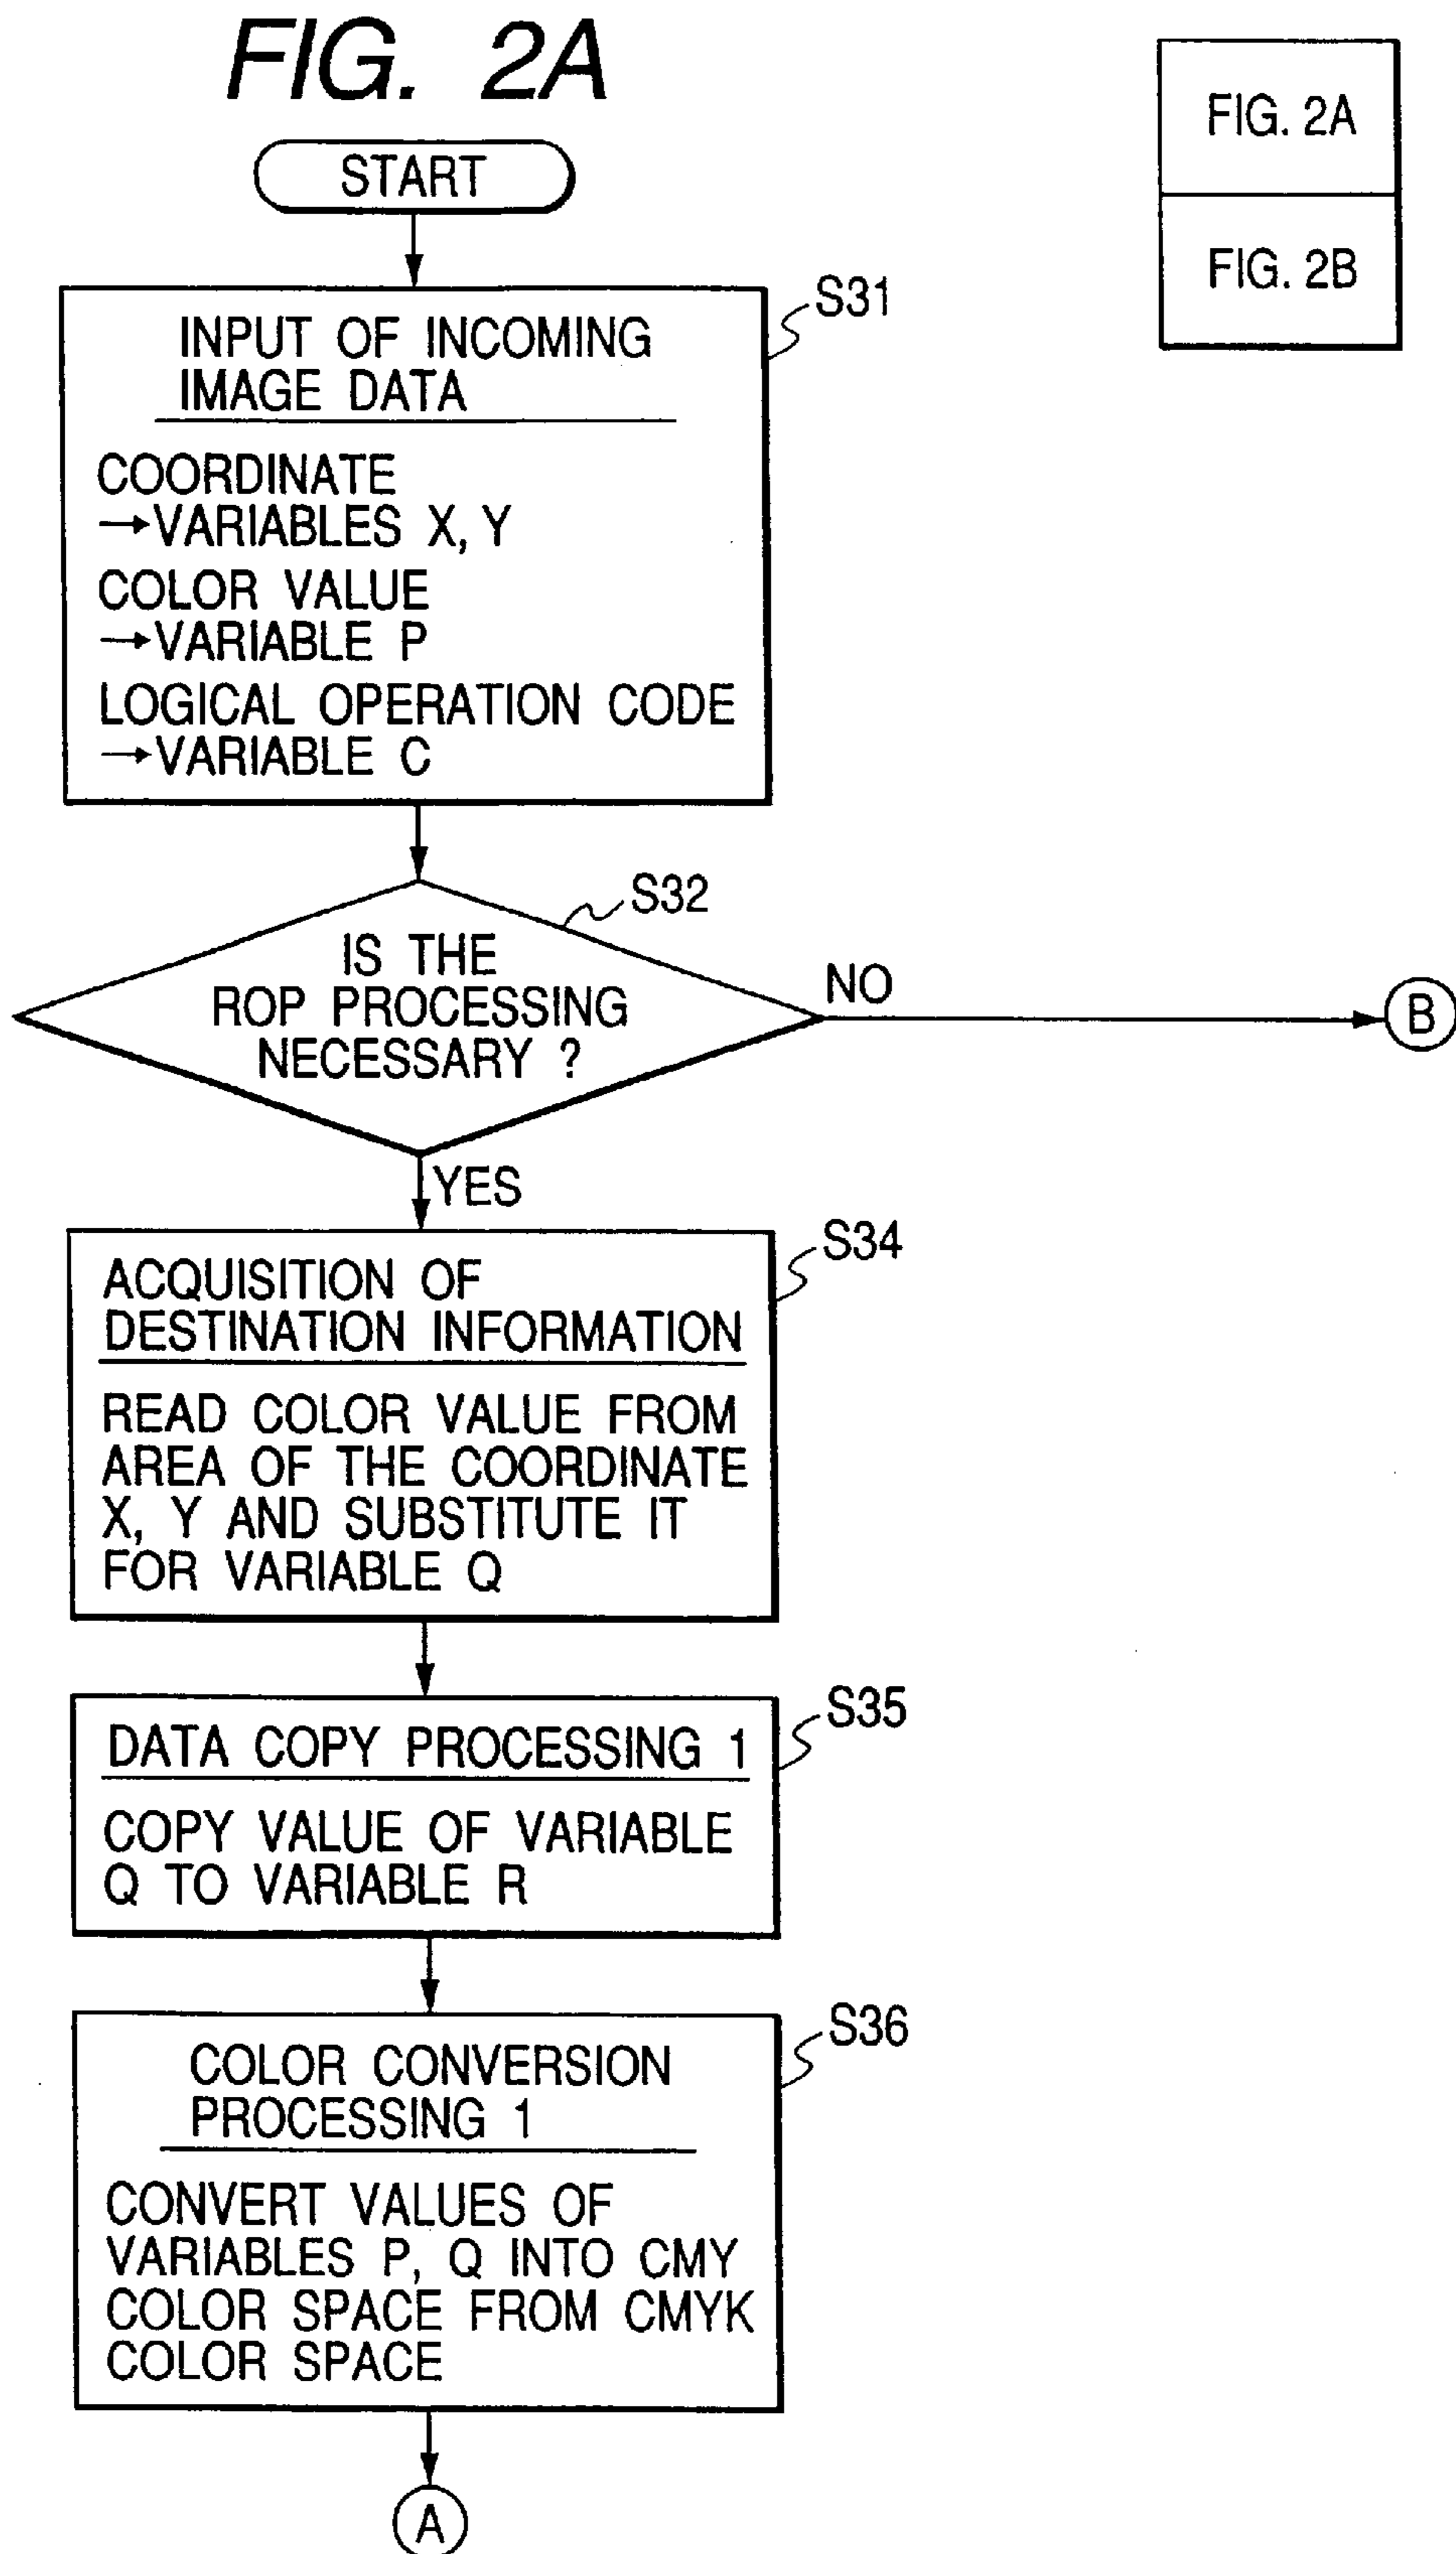 FIG. 2A
FIG. 2A
FIG. 2B
START
S31
INPUT OF INCOMING
IMAGE DATA
COORDINATE
→VARIABLES X, Y
COLOR VALUE
→VARIABLE P
LOGICAL OPERATION CODE
→VARIABLE C
S32
IS THE
ROP PROCESSING
NECESSARY ?
NO
B
YES
S34
ACQUISITION OF
DESTINATION INFORMATION
READ COLOR VALUE FROM
AREA OF THE COORDINATE
X, Y AND SUBSTITUTE IT
FOR VARIABLE Q
S35
DATA COPY PROCESSING 1
COPY VALUE OF VARIABLE
Q TO VARIABLE R
S36
COLOR CONVERSION
PROCESSING 1
CONVERT VALUES OF
VARIABLES P, Q INTO CMY
COLOR SPACE FROM CMYK
COLOR SPACE
A